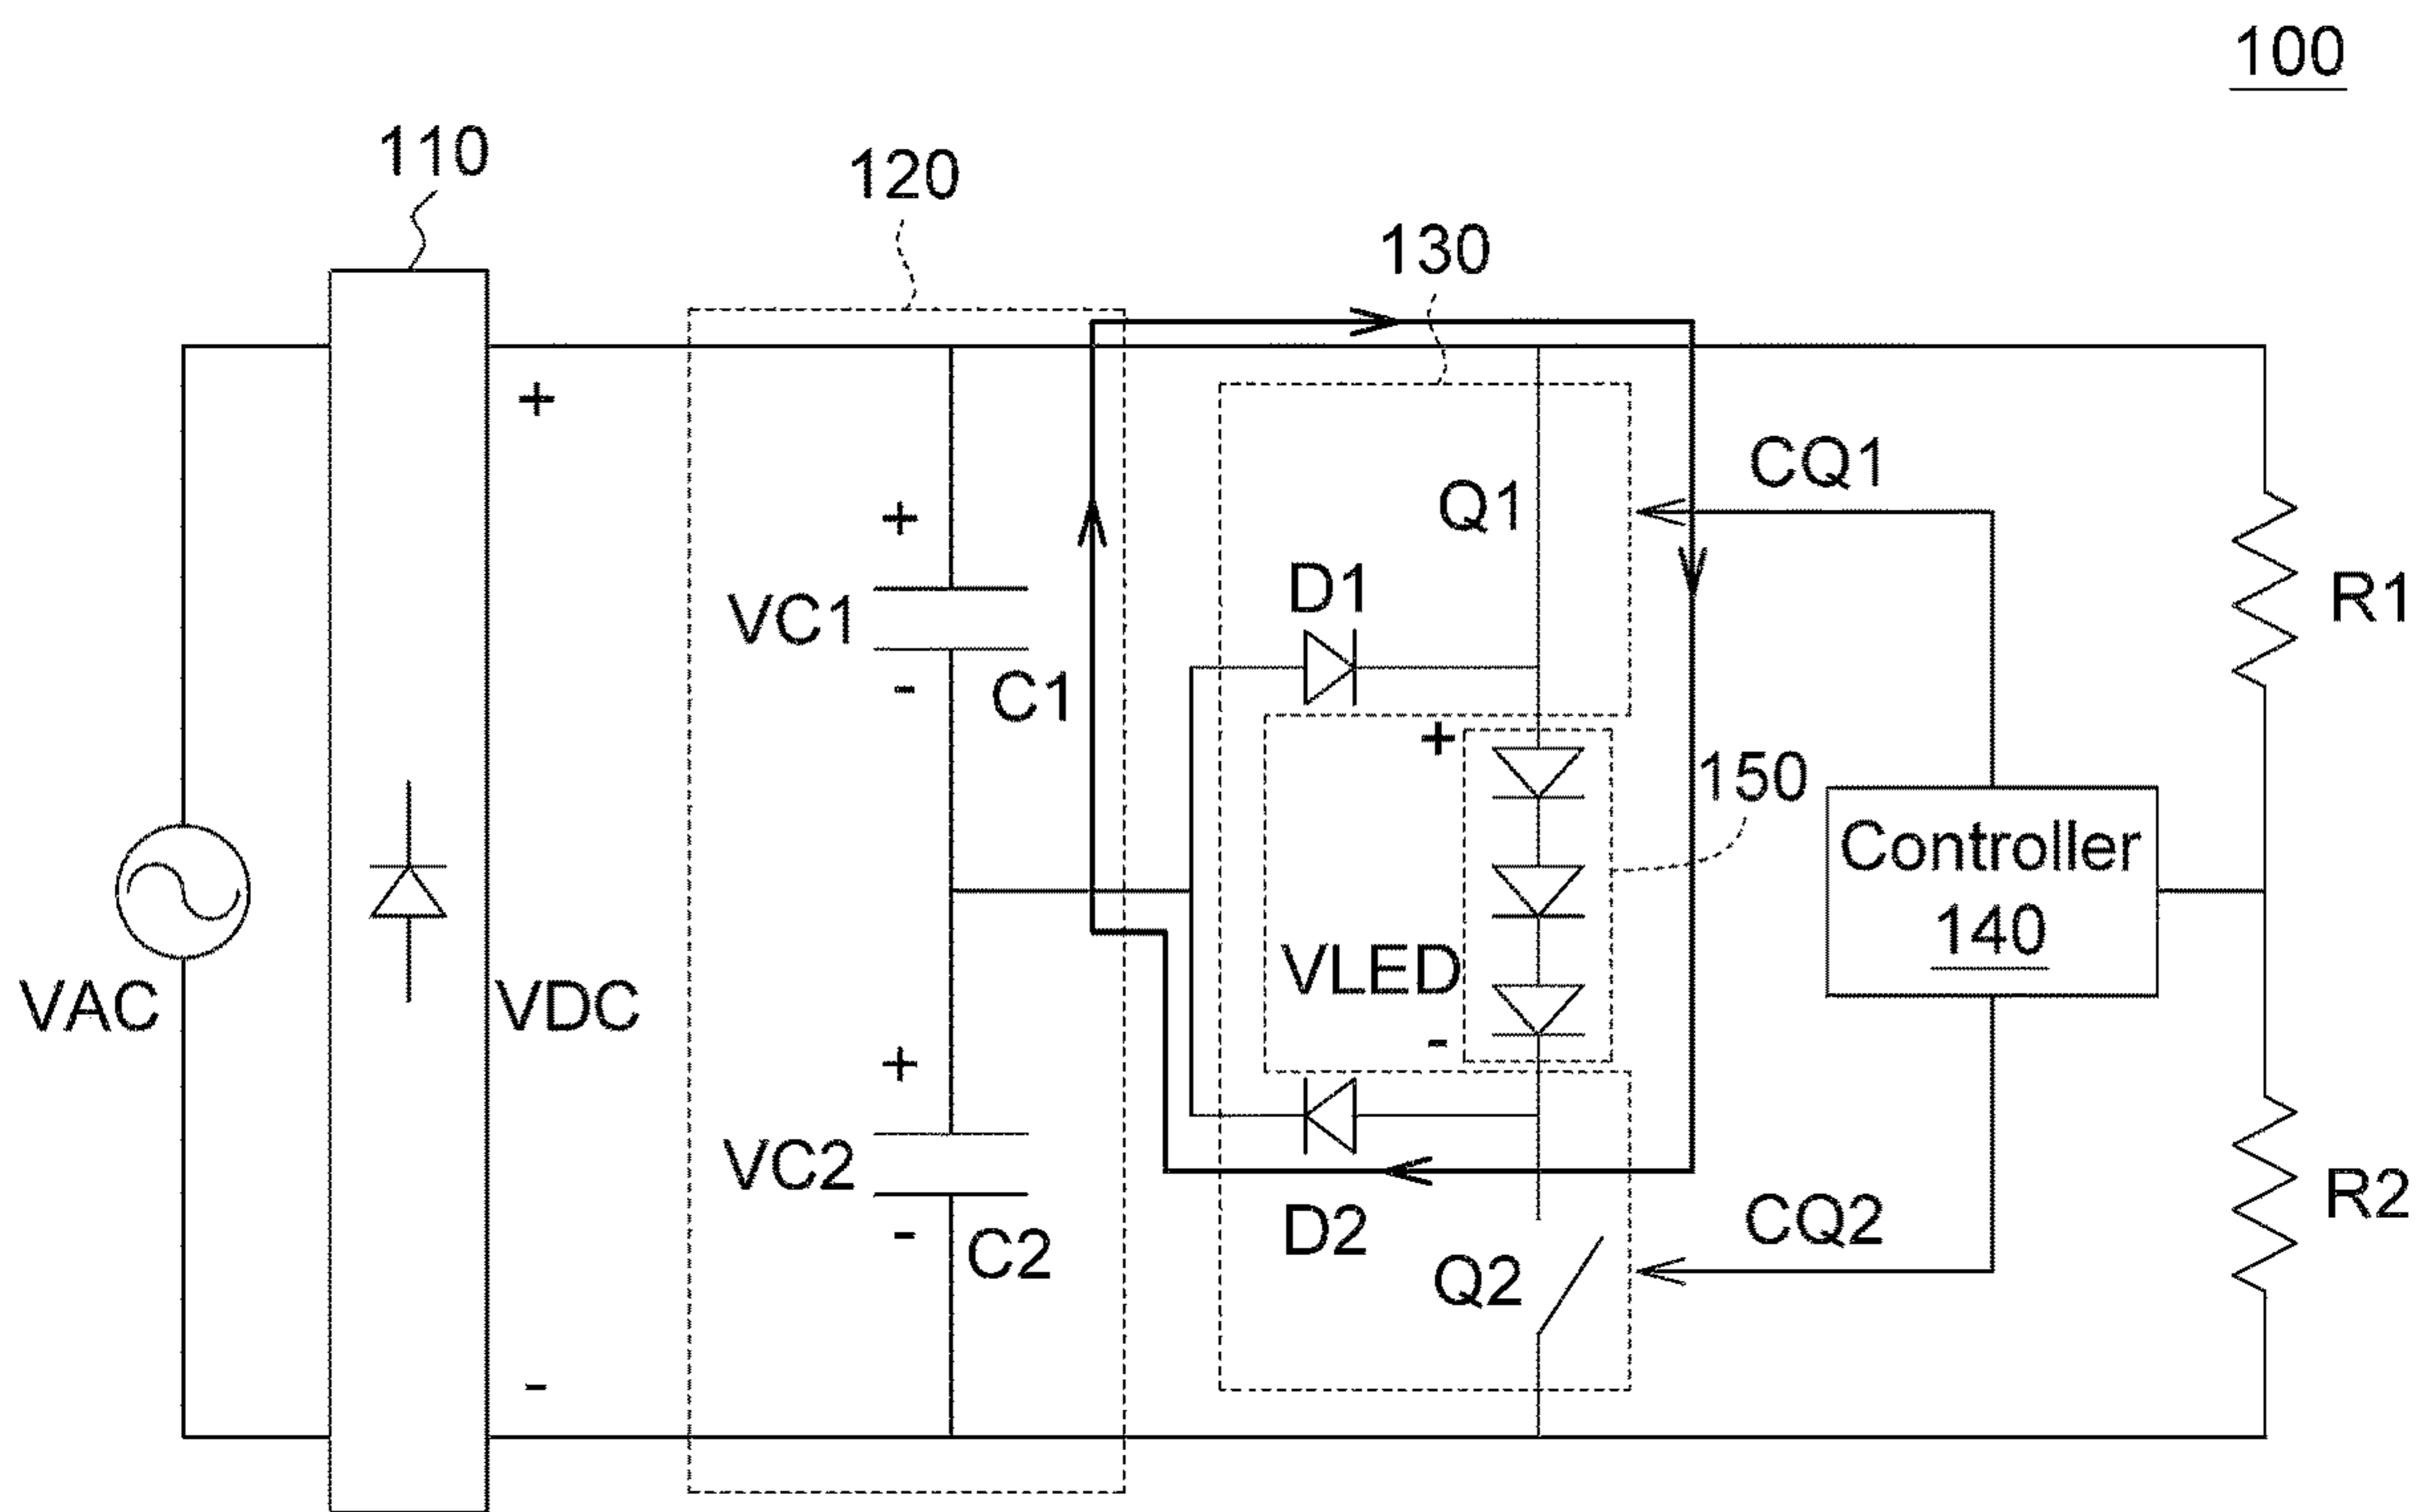 100
110
120
130
+
CQ1
+
Q1
D1
VC1
R1
-
C1
+
150
Controller
140
VLED
VAC
VDC
-
+
VC2
R2
CQ2
D2
-
C2
Q2
-